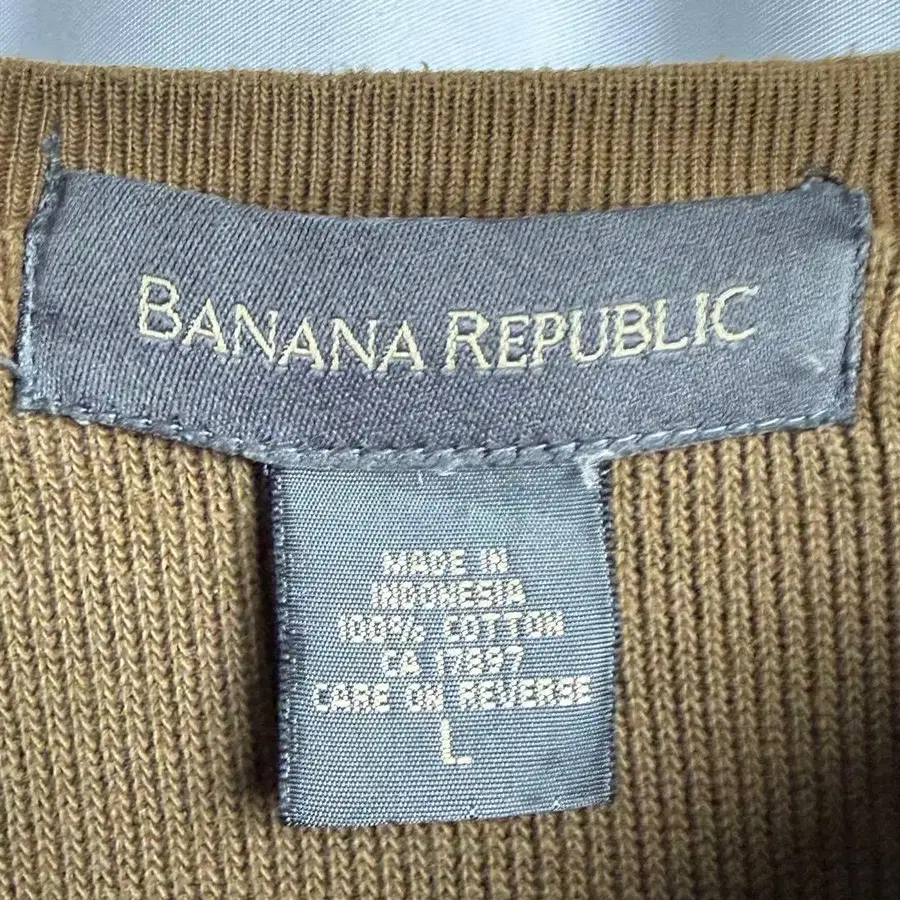 BANANA REPUBLIC
MADE IN
INDONESIA
100% COTTON
CA 17897
CARE ON REVERSE
L